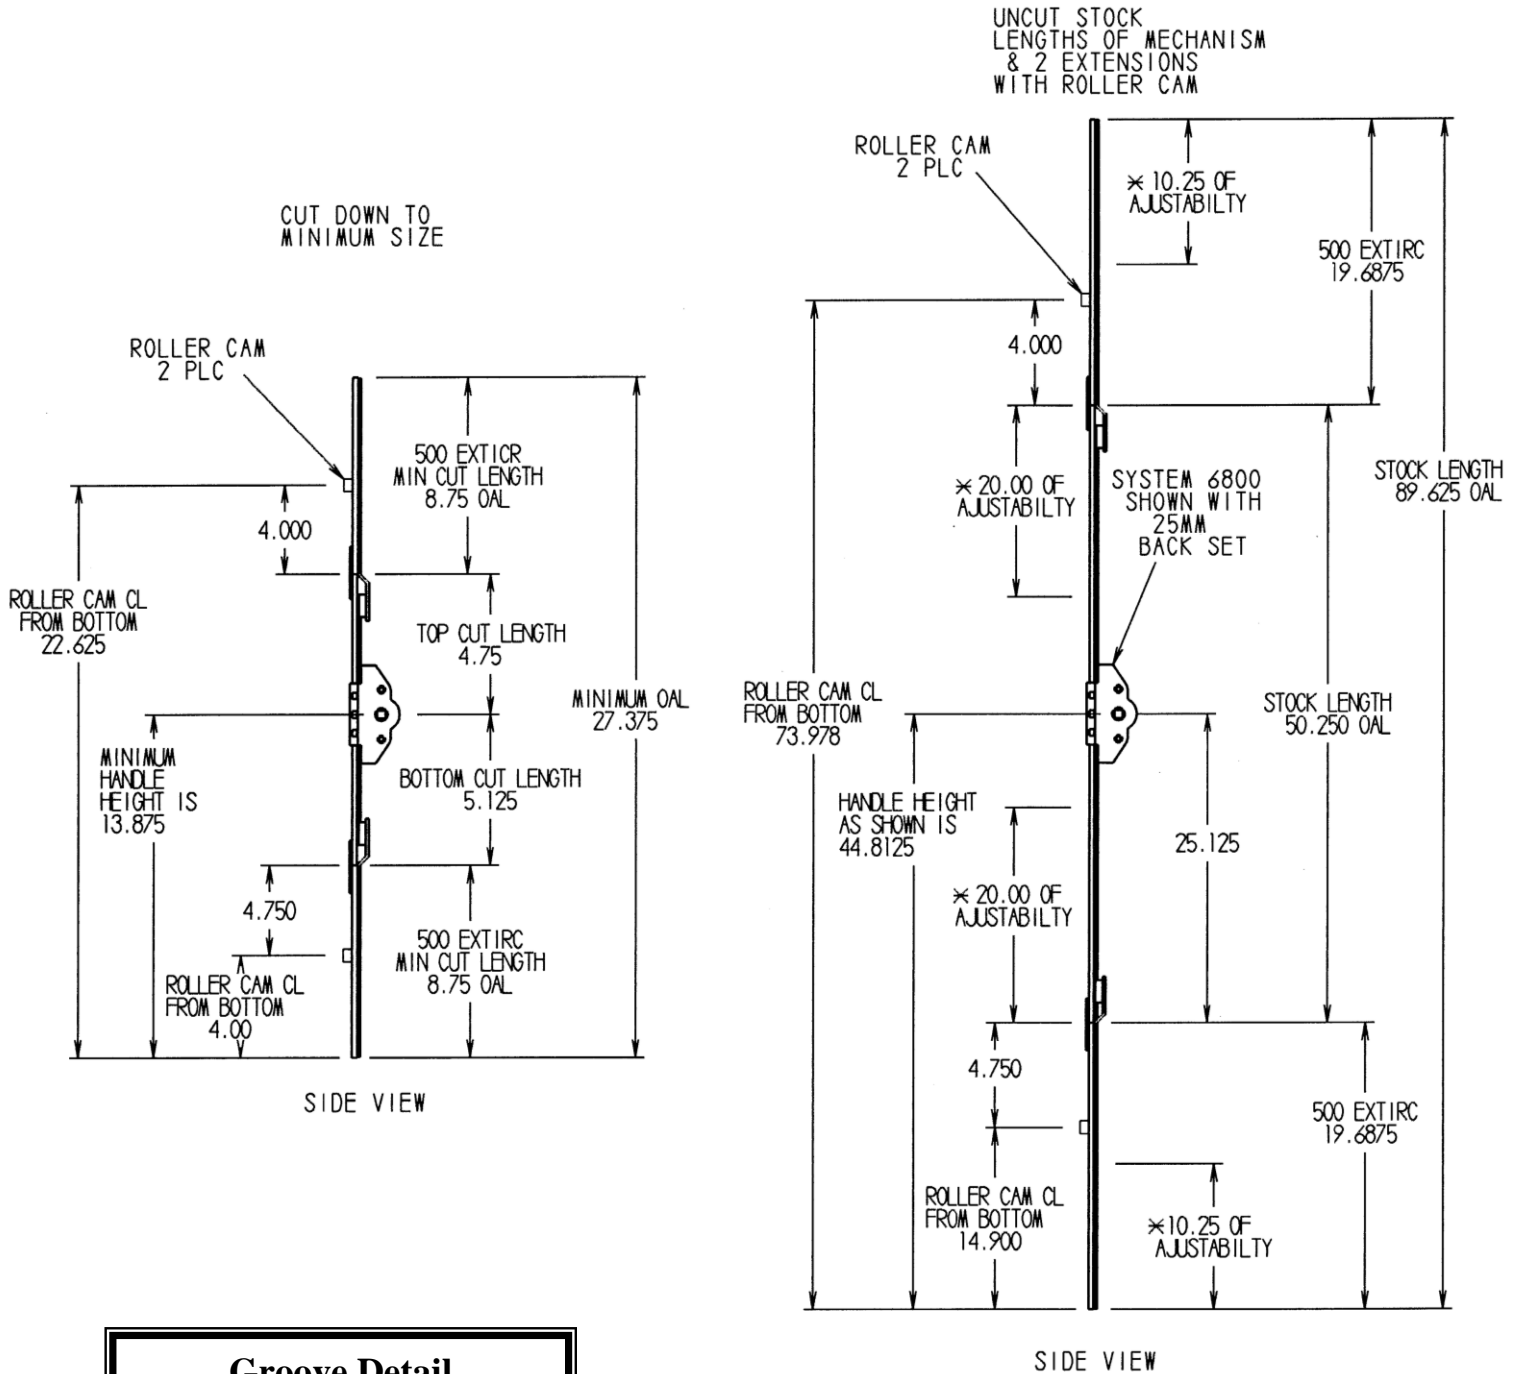 UNCUT STOCK
LENGTHS OF MECHANISM
& 2 EXTENSIONS
WITH ROLLER CAM
CUT DOWN TO
MINIMUM SIZE
ROLLER CAM
2 PLC
500 EXTICR
MIN CUT LENGTH
8.75 OAL
4.000
ROLLER CAM CL
FROM BOTTOM
22.625
TOP CUT LENGTH
4.75
MINIMUM OAL
27.375
MINIMUM
HANDLE
HEIGHT IS
13.875
BOTTOM CUT LENGTH
5.125
4.750
500 EXTIRC
MIN CUT LENGTH
8.75 OAL
ROLLER CAM CL
FROM BOTTOM
4.00
SIDE VIEW
ROLLER CAM
2 PLC
* 10.25 OF
AJUSTABILTY
500 EXTIRC
19.6875
4.000
* 20.00 OF
AJUSTABILTY
SYSTEM 6800
SHOWN WITH
25MM
BACK SET
STOCK LENGTH
89.625 OAL
ROLLER CAM CL
FROM BOTTOM
73.978
STOCK LENGTH
50.250 OAL
HANDLE HEIGHT
AS SHOWN IS
44.8125
25.125
* 20.00 OF
AJUSTABILTY
4.750
500 EXTIRC
19.6875
ROLLER CAM CL
FROM BOTTOM
14.900
*10.25 OF
AJUSTABILTY
SIDE VIEW
Groove Detail